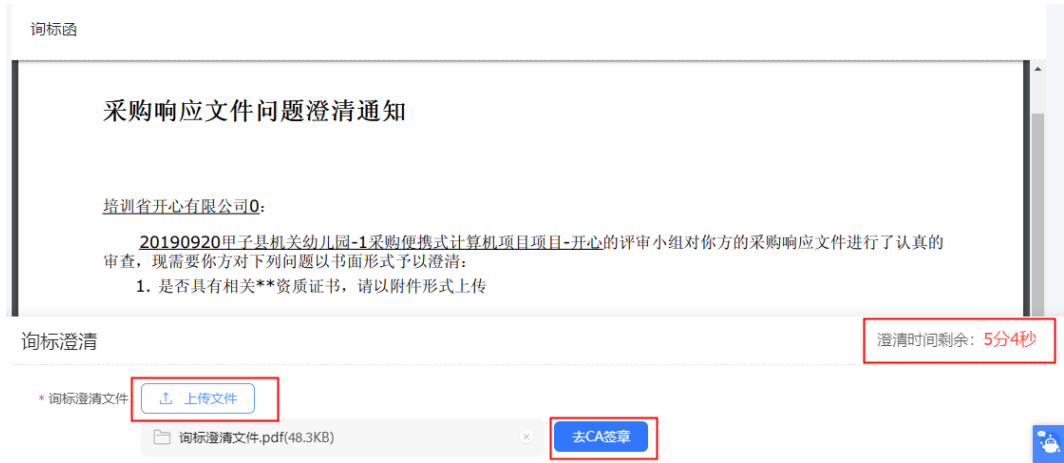 询标函
采购响应文件问题澄清通知
培训省开心有限公司0：
20190920甲子县机关幼儿园-1采购便携式计算机项目项目-开心的评审小组对你方的采购响应文件进行了认真的
审查，现需要你方对下列问题以书面形式予以澄清：
1. 是否具有相关**资质证书，请以附件形式上传
询标澄清
澄清时间剩余：5分4秒
* 询标澄清文件：
上传文件
询标澄清文件.pdf(48.3KB)
去CA签章